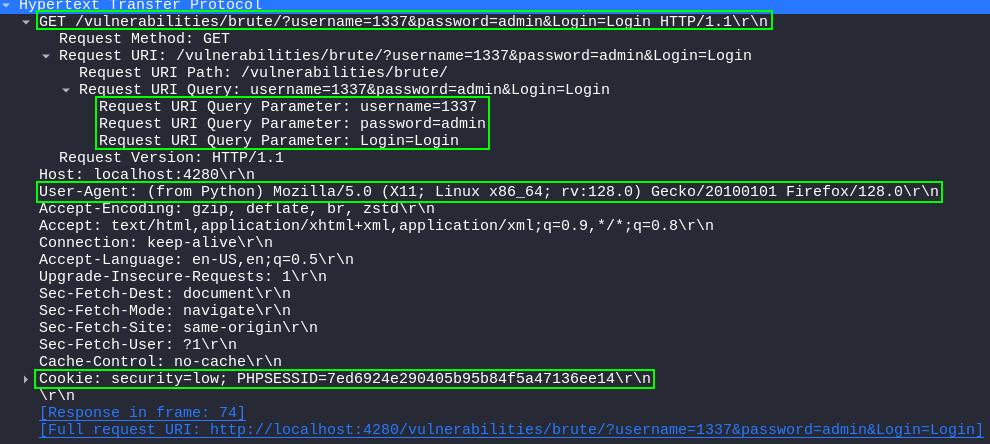 Hypertext Transfer Protocol
GET /vulnerabilities/brute/?username=1337&password=admin&Login=Login HTTP/1.1\r\n
Request Method: GET
Request URI: /vulnerabilities/brute/?username=1337&password=admin&Login=Login
Request URI Path: /vulnerabilities/brute/
Request URI Query: username=1337&password=admin&Login=Login
Request URI Query Parameter: username=1337
Request URI Query Parameter: password=admin
Request URI Query Parameter: Login=Login
Request Version: HTTP/1.1
Host: localhost:4280\r\n
User-Agent: (from Python) Mozilla/5.0 (X11; Linux x86_64; rv:128.0) Gecko/20100101 Firefox/128.0\r\n
Accept-Encoding: gzip, deflate, br, zstd\r\n
Accept: text/html,application/xhtml+xml,application/xml;q=0.9,*/*;q=0.8\r\n
Connection: keep-alive\r\n
Accept-Language: en-US,en;q=0.5\r\n
Upgrade-Insecure-Requests: 1\r\n
Sec-Fetch-Dest: document\r\n
Sec-Fetch-Mode: navigate\r\n
Sec-Fetch-Site: same-origin\r\n
Sec-Fetch-User: ?1\r\n
Cache-Control: no-cache\r\n
Cookie: security=low; PHPSESSID=7ed6924e290405b95b84f5a47136ee14\r\n
\r\n
[Response in frame: 74]
[Full request URI: http://localhost:4280/vulnerabilities/brute/?username=1337&password=admin&Login=Login]